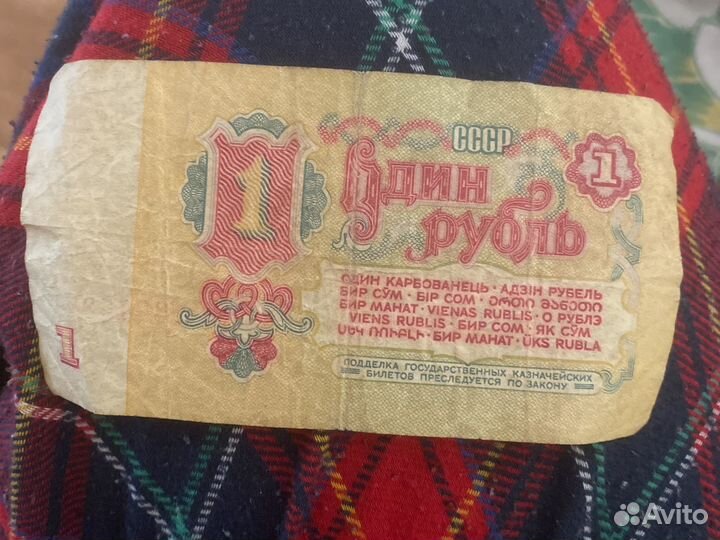 СССР
1
Один
1
рубль
ОДИН КАРБОВАНЕЦЬ · АДЗІН РУБЕЛЬ
БИР СЎМ · БІР СОМ · ერთი მანეთი
БИР МАНАТ · VIENAS RUBLIS · О РУБЛЭ
VIENS RUBLIS · БИР СОМ · ЯК СЎМ
ՄԵԿ ՌՈՒԲԼԻ · БИР МАНАТ · ÜKS RUBLA
1
ПОДДЕЛКА ГОСУДАРСТВЕННЫХ КАЗНАЧЕЙСКИХ
БИЛЕТОВ ПРЕСЛЕДУЕТСЯ ПО ЗАКОНУ
Avito